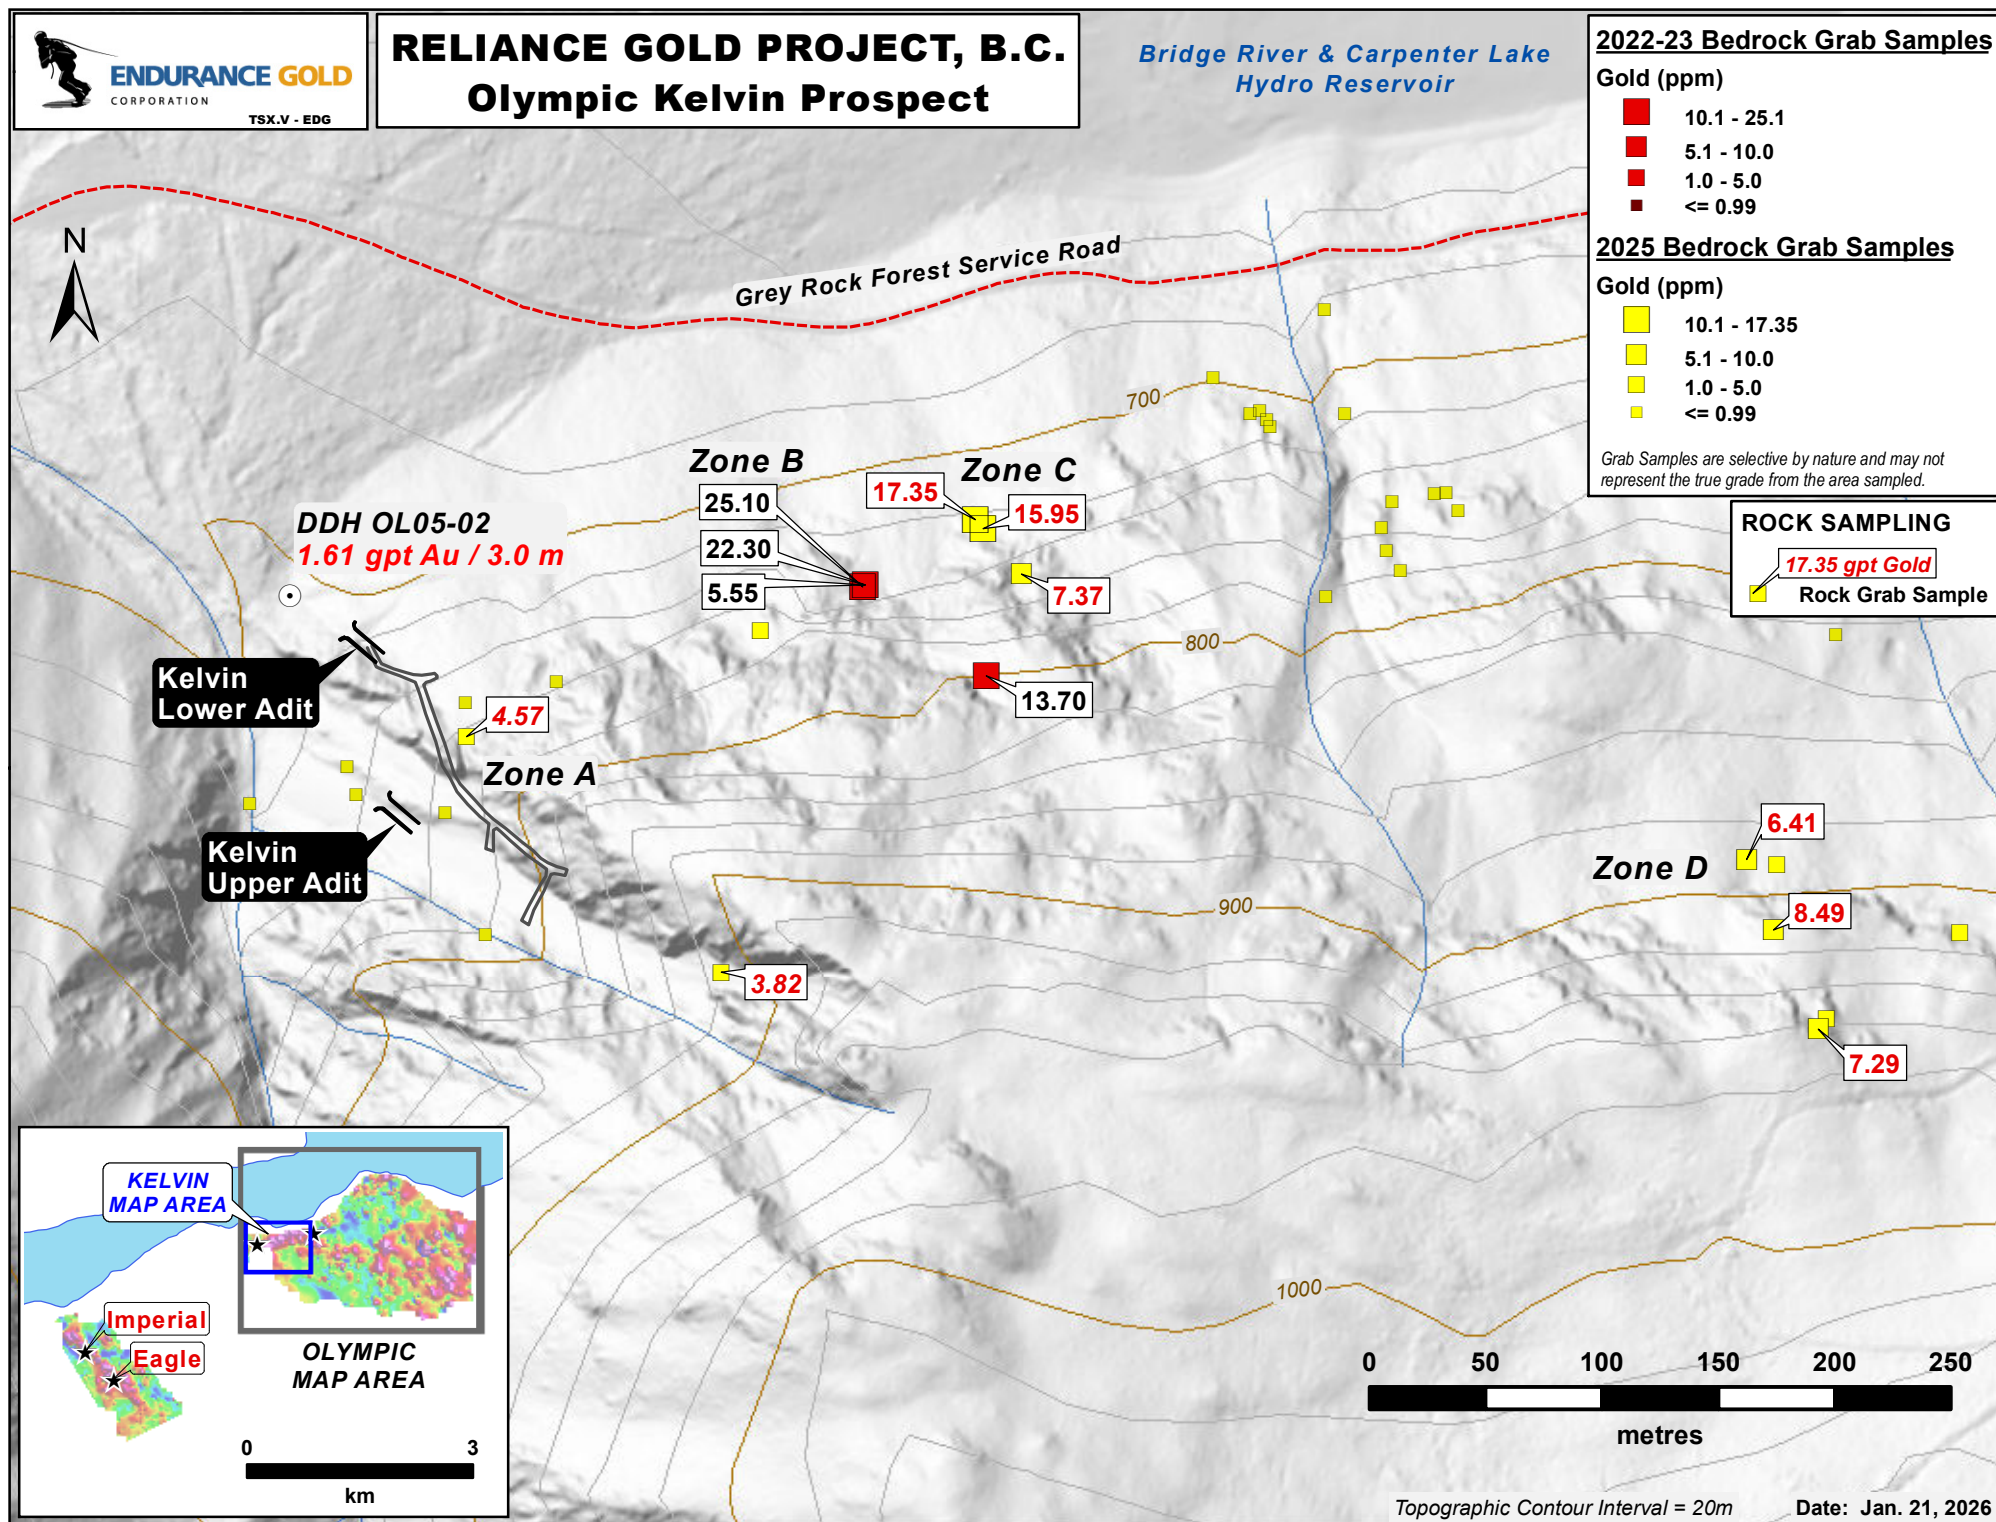 ENDURANCE GOLD
CORPORATION
TSX.V - EDG
RELIANCE GOLD PROJECT, B.C.
Olympic Kelvin Prospect
Bridge River & Carpenter Lake
Hydro Reservoir
2022-23 Bedrock Grab Samples
Gold (ppm)
10.1 - 25.1
5.1 - 10.0
1.0 - 5.0
<= 0.99
2025 Bedrock Grab Samples
Gold (ppm)
10.1 - 17.35
5.1 - 10.0
1.0 - 5.0
<= 0.99
Grab Samples are selective by nature and may not
represent the true grade from the area sampled.
ROCK SAMPLING
17.35 gpt Gold
Rock Grab Sample
N
Grey Rock Forest Service Road
700
Zone B
25.10
22.30
5.55
Zone C
17.35
15.95
7.37
DDH OL05-02
1.61 gpt Au / 3.0 m
800
13.70
Kelvin
Lower Adit
4.57
Zone A
Kelvin
Upper Adit
6.41
Zone D
900
8.49
3.82
7.29
KELVIN
MAP AREA
Imperial
Eagle
OLYMPIC
MAP AREA
0 3
km
1000
0 50 100 150 200 250
metres
Topographic Contour Interval = 20m
Date: Jan. 21, 2026